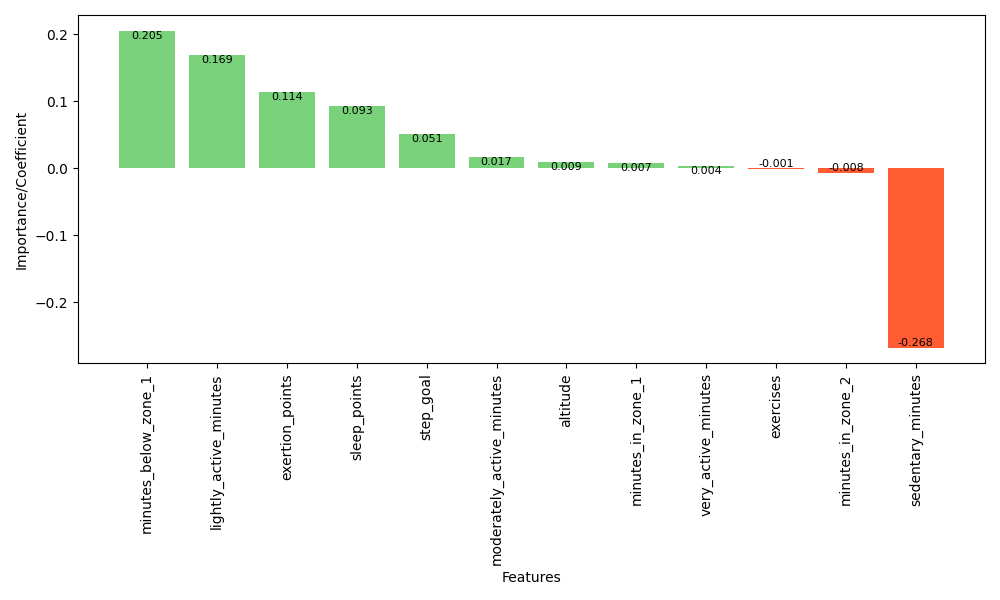 Importance/Coefficient
0.2
0.1
0.0
−0.1
−0.2
0.205
0.169
0.114
0.093
0.051
0.017
0.009
0.007
0.004
-0.001
-0.008
-0.268
minutes_below_zone_1
lightly_active_minutes
exertion_points
sleep_points
step_goal
moderately_active_minutes
altitude
minutes_in_zone_1
very_active_minutes
exercises
minutes_in_zone_2
sedentary_minutes
Features